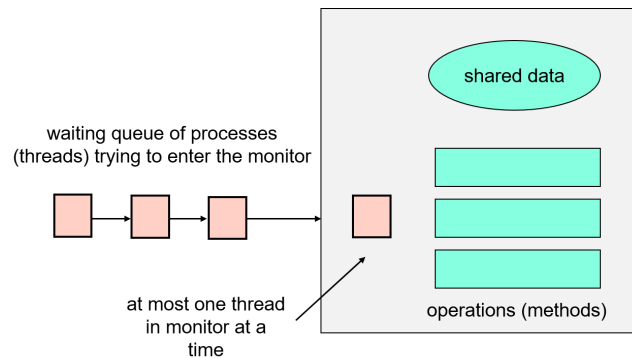 shared data
waiting queue of processes
(threads) trying to enter the monitor
at most one thread
in monitor at a
time
operations (methods)